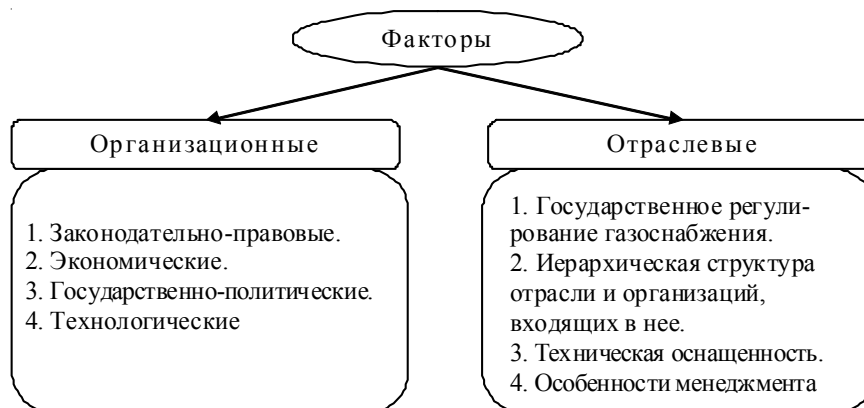 Факторы
Организационные
1. Законодательно-правовые.
2. Экономические.
3. Государственно-политические.
4. Технологические
Отраслевые
1. Государственное регули-
рование газоснабжения.
2. Иерархическая структура
отрасли и организаций,
входящих в нее.
3. Техническая оснащенность.
4. Особенности менеджмента